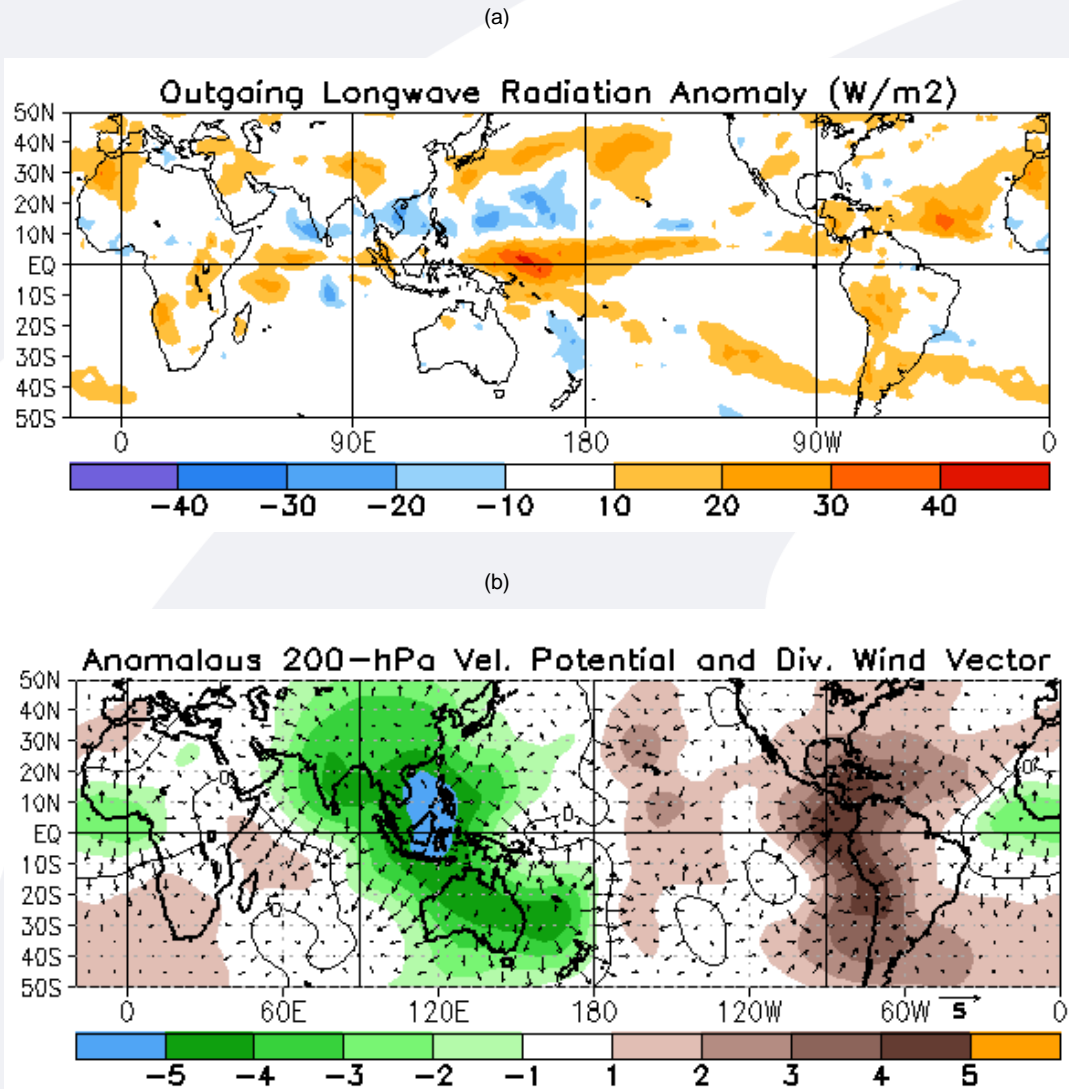 (a)
Outgoing Longwave Radiation Anomaly (W/m2)
50N
40N
30N
20N
10N
EQ
10S
20S
30S
40S
50S
0 90E 180 90W 0
−40 −30 −20 −10 10 20 30 40
(b)
Anamalaus 200−hPa Vel. Potential and Div. Wind Vector
50N
40N
30N
20N
10N
EQ
10S
20S
30S
40S
50S
0 60E 120E 180 120W 60W 5 0
−5 −4 −3 −2 −1 1 2 3 4 5